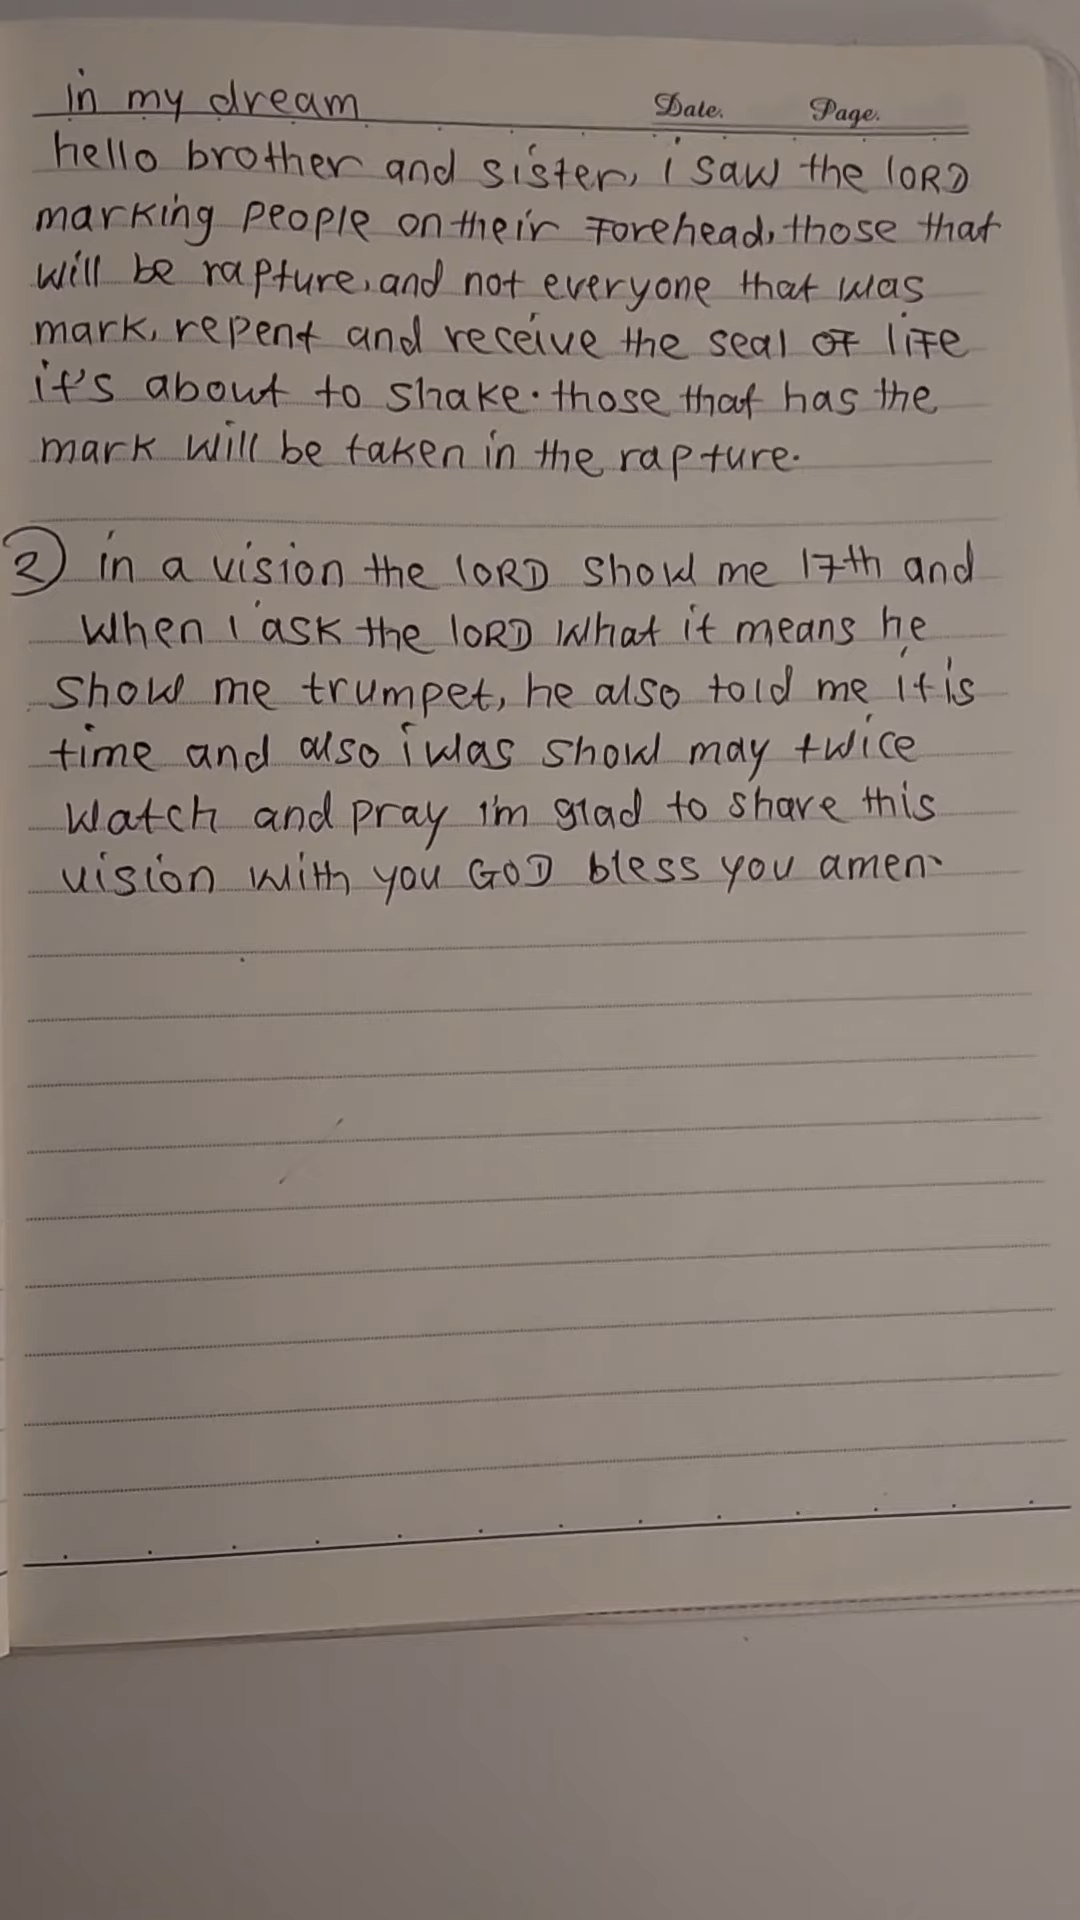 in my dream Date. Page.
hello brother and sister, i saw the lORD
marking people on their Forehead, those that
will be rapture, and not everyone that was
mark, repent and receive the seal OF liFe
it's about to shake. those that has the
mark will be taken in the rapture.
2 in a vision the lORD show me 17th and
when i ask the lORD what it means he
show me trumpet, he also told me it is
time and also i was show may twice
watch and pray i'm glad to share this
vision with you GOD bless you amen.